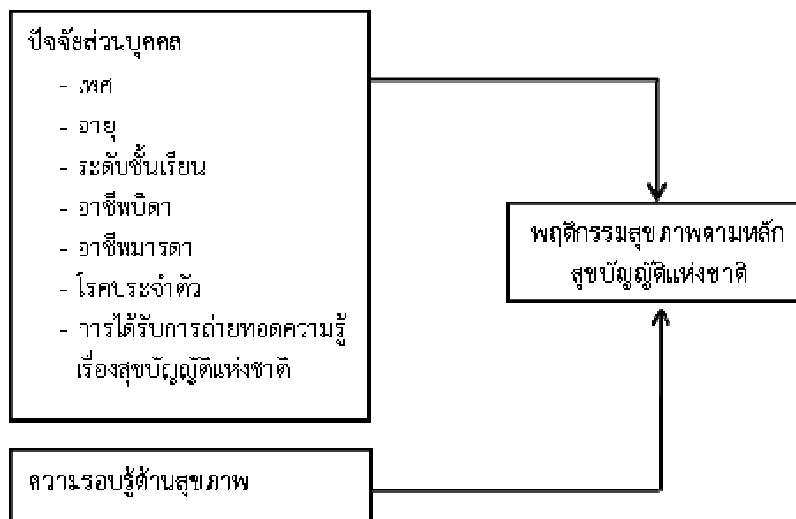 ปัจจัยส่วนบุคคล
- เพศ
- อายุ
- ระดับชั้นเรียน
- อาชีพบิดา
- อาชีพมารดา
- โรคประจำตัว
- การได้รับการถ่ายทอดความรู้
เรื่องสุขบัญญัติแห่งชาติ
พฤติกรรมสุขภาพตามหลัก
สุขบัญญัติแห่งชาติ
ความรอบรู้ด้านสุขภาพ